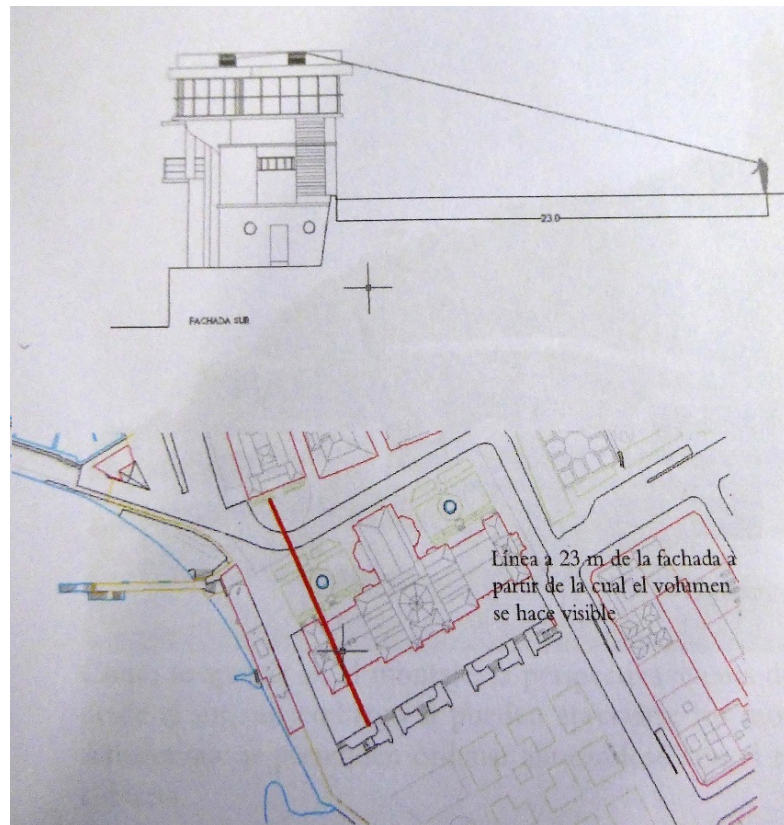 23.0
FACHADA SUR
Línea a 23 m de la fachada a
partir de la cual el volumen
se hace visible